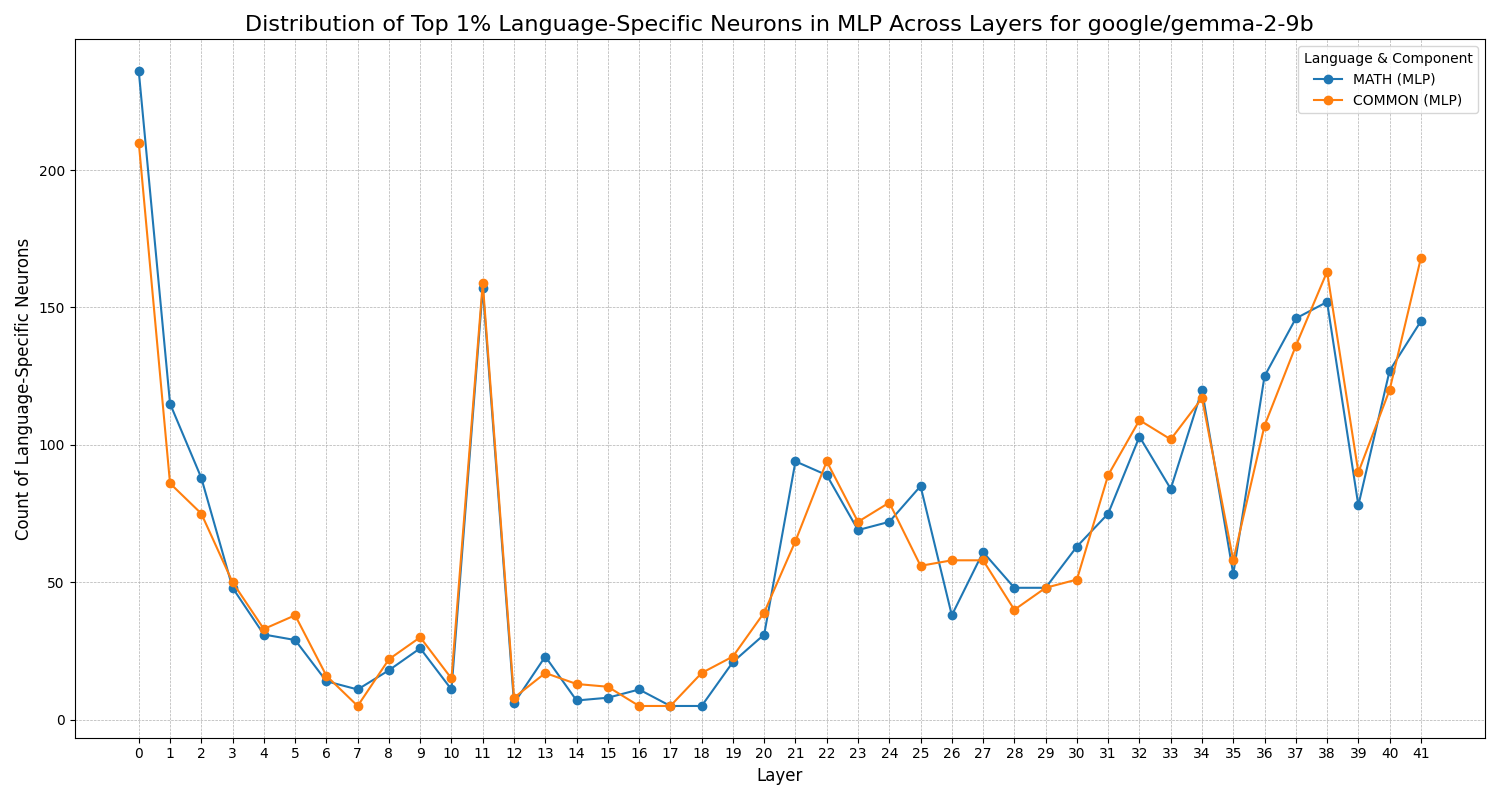 Distribution of Top 1% Language-Specific Neurons in MLP Across Layers for google/gemma-2-9b
Language & Component
MATH (MLP)
COMMON (MLP)
Count of Language-Specific Neurons
200
150
100
50
0
0 1 2 3 4 5 6 7 8 9 10 11 12 13 14 15 16 17 18 19 20 21 22 23 24 25 26 27 28 29 30 31 32 33 34 35 36 37 38 39 40 41
Layer